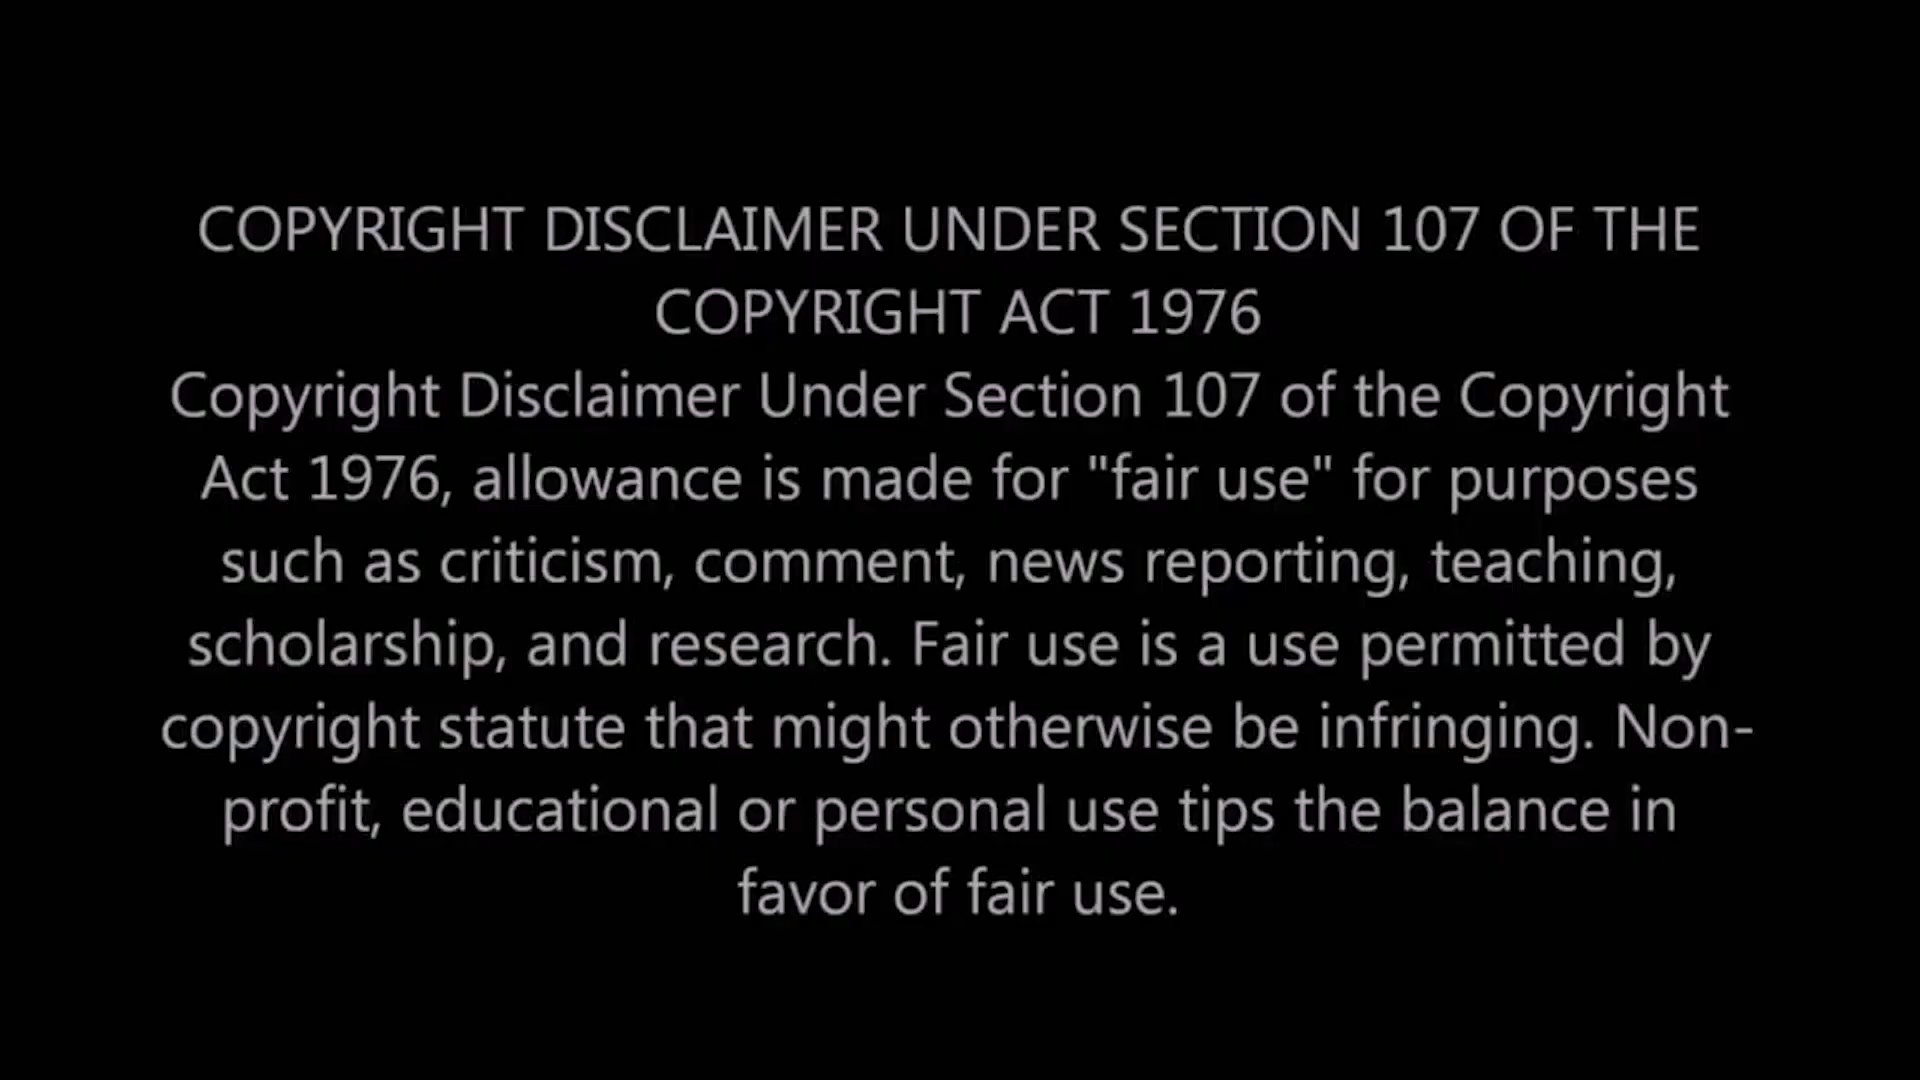 COPYRIGHT DISCLAIMER UNDER SECTION 107 OF THE
COPYRIGHT ACT 1976
Copyright Disclaimer Under Section 107 of the Copyright
Act 1976, allowance is made for "fair use" for purposes
such as criticism, comment, news reporting, teaching,
scholarship, and research. Fair use is a use permitted by
copyright statute that might otherwise be infringing. Non-
profit, educational or personal use tips the balance in
favor of fair use.